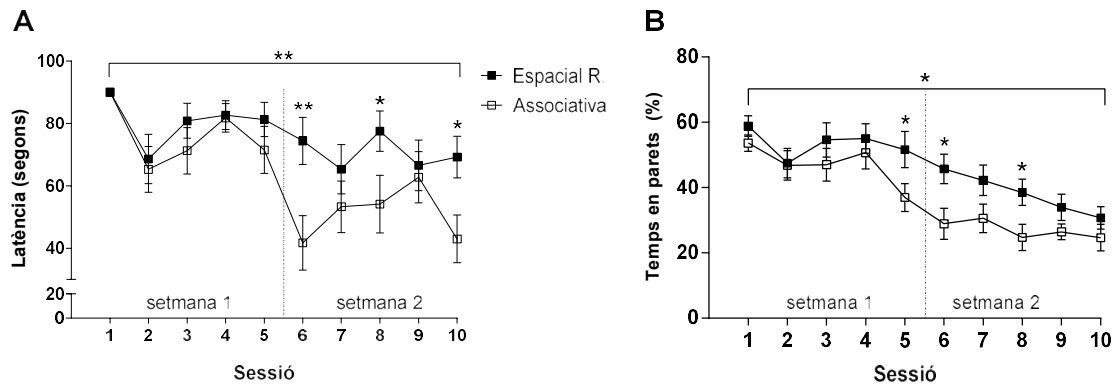 A
Latència (segons)
100
80
60
40
20
0
**
**
*
*
Espacial R.
Associativa
setmana 1
setmana 2
1 2 3 4 5 6 7 8 9 10
Sessió
B
Temps en parets (%)
80
60
40
20
0
*
*
*
*
setmana 1
setmana 2
1 2 3 4 5 6 7 8 9 10
Sessió